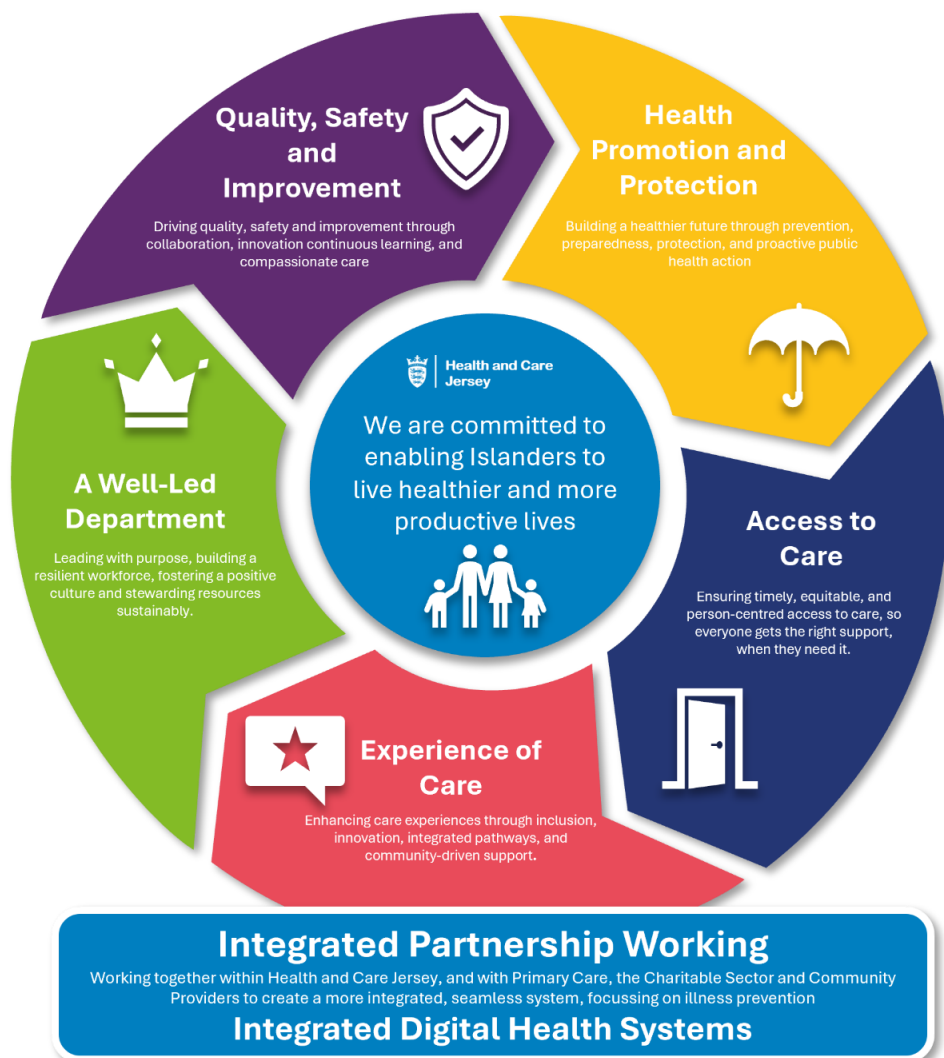 Quality, Safety
and
Improvement
Driving quality, safety and improvement through
collaboration, innovation continuous learning, and
compassionate care
Health
Promotion and
Protection
Building a healthier future through prevention,
preparedness, protection, and proactive public
health action
Health and Care
Jersey
We are committed to
enabling Islanders to
live healthier and more
productive lives
A Well-Led
Department
Leading with purpose, building a
resilient workforce, fostering a positive
culture and stewarding resources
sustainably.
Access to
Care
Ensuring timely, equitable, and
person-centred access to care, so
everyone gets the right support,
when they need it.
Experience of
Care
Enhancing care experiences through inclusion,
innovation, integrated pathways, and
community-driven support.
Integrated Partnership Working
Working together within Health and Care Jersey, and with Primary Care, the Charitable Sector and Community
Providers to create a more integrated, seamless system, focussing on illness prevention
Integrated Digital Health Systems